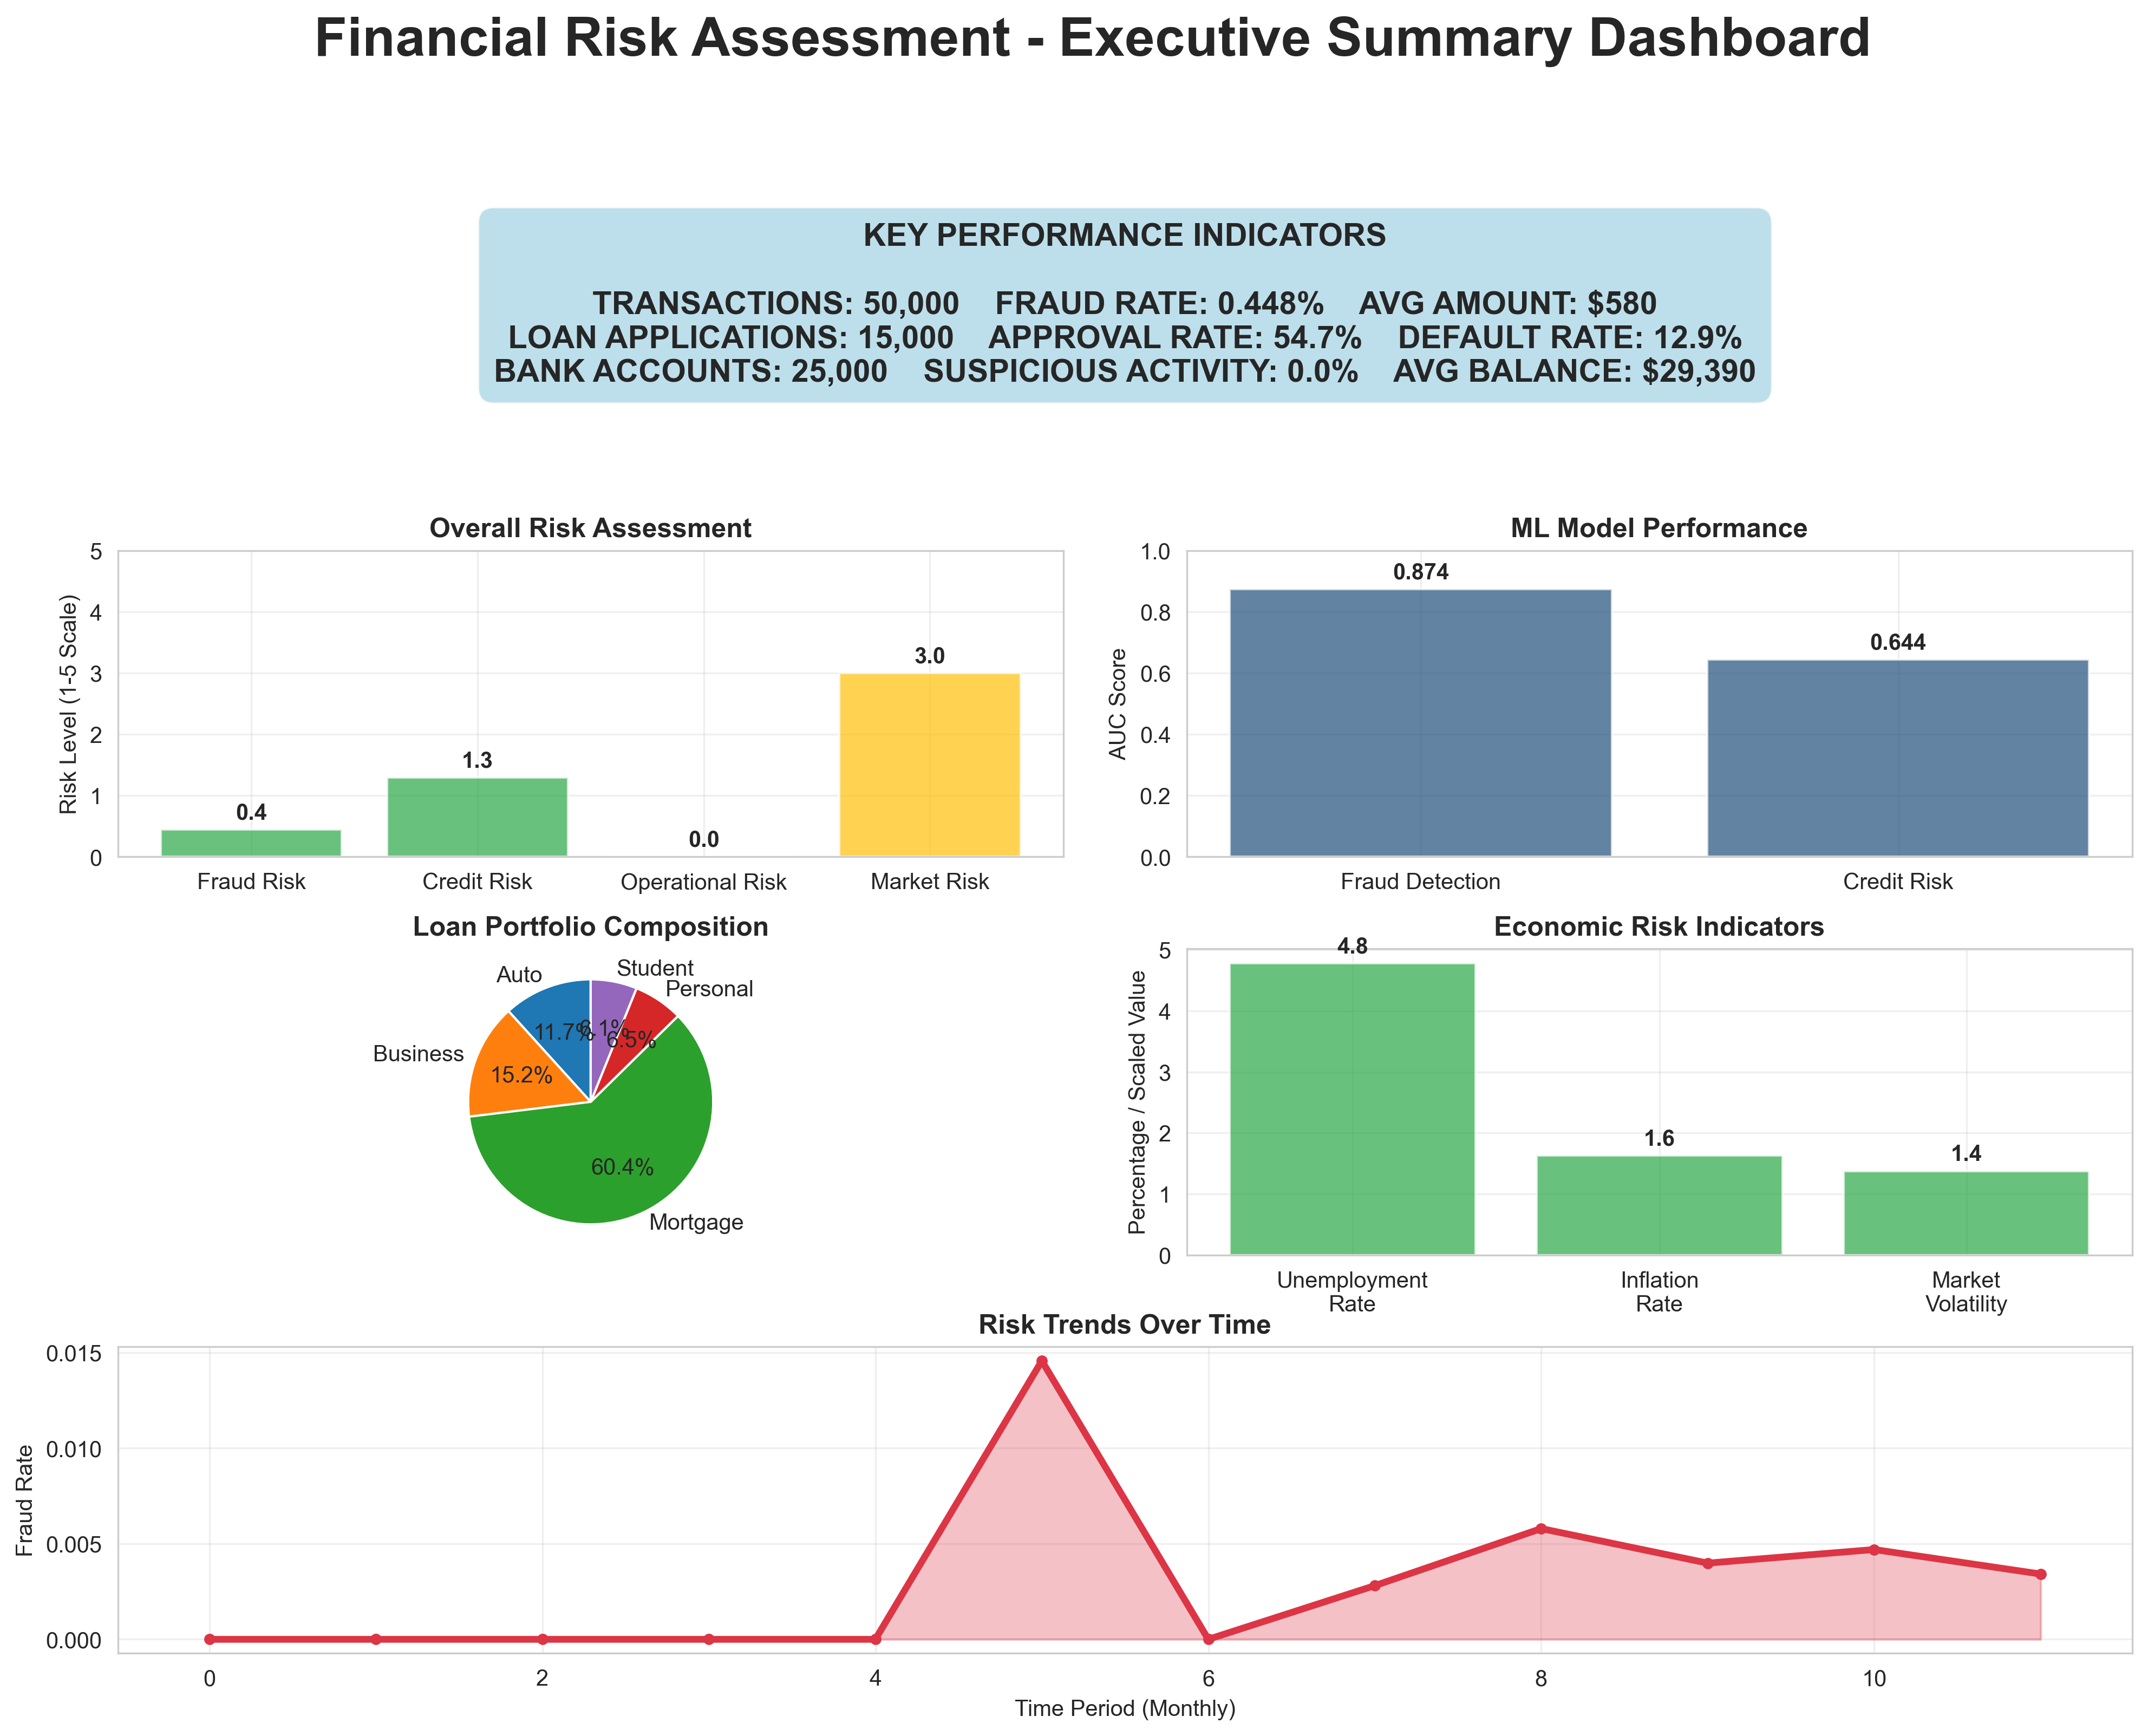 Financial Risk Assessment - Executive Summary Dashboard
KEY PERFORMANCE INDICATORS
TRANSACTIONS: 50,000    FRAUD RATE: 0.448%    AVG AMOUNT: $580
LOAN APPLICATIONS: 15,000    APPROVAL RATE: 54.7%    DEFAULT RATE: 12.9%
BANK ACCOUNTS: 25,000    SUSPICIOUS ACTIVITY: 0.0%    AVG BALANCE: $29,390
Overall Risk Assessment
Risk Level (1-5 Scale)
5
4
3
2
1
0
0.4
1.3
0.0
3.0
Fraud Risk
Credit Risk
Operational Risk
Market Risk
ML Model Performance
AUC Score
1.0
0.8
0.6
0.4
0.2
0.0
0.874
0.644
Fraud Detection
Credit Risk
Loan Portfolio Composition
Auto
Student
Personal
Business
Mortgage
11.7%
6.1%
6.5%
15.2%
60.4%
Economic Risk Indicators
Percentage / Scaled Value
5
4
3
2
1
0
4.8
1.6
1.4
Unemployment
Rate
Inflation
Rate
Market
Volatility
Risk Trends Over Time
Fraud Rate
0.015
0.010
0.005
0.000
0
2
4
6
8
10
Time Period (Monthly)